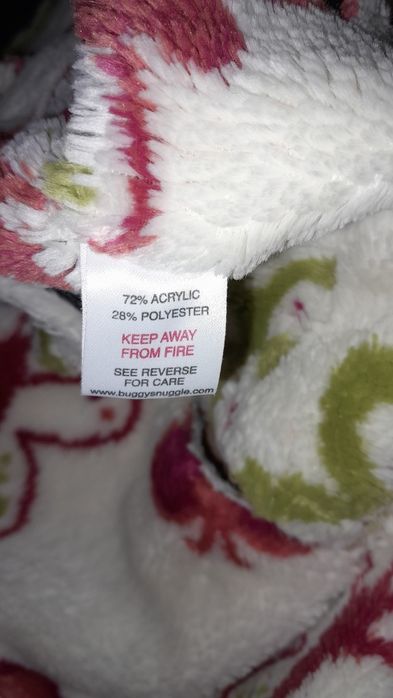 72% ACRYLIC
28% POLYESTER
KEEP AWAY
FROM FIRE
SEE REVERSE
FOR CARE
www.buggysnuggle.com